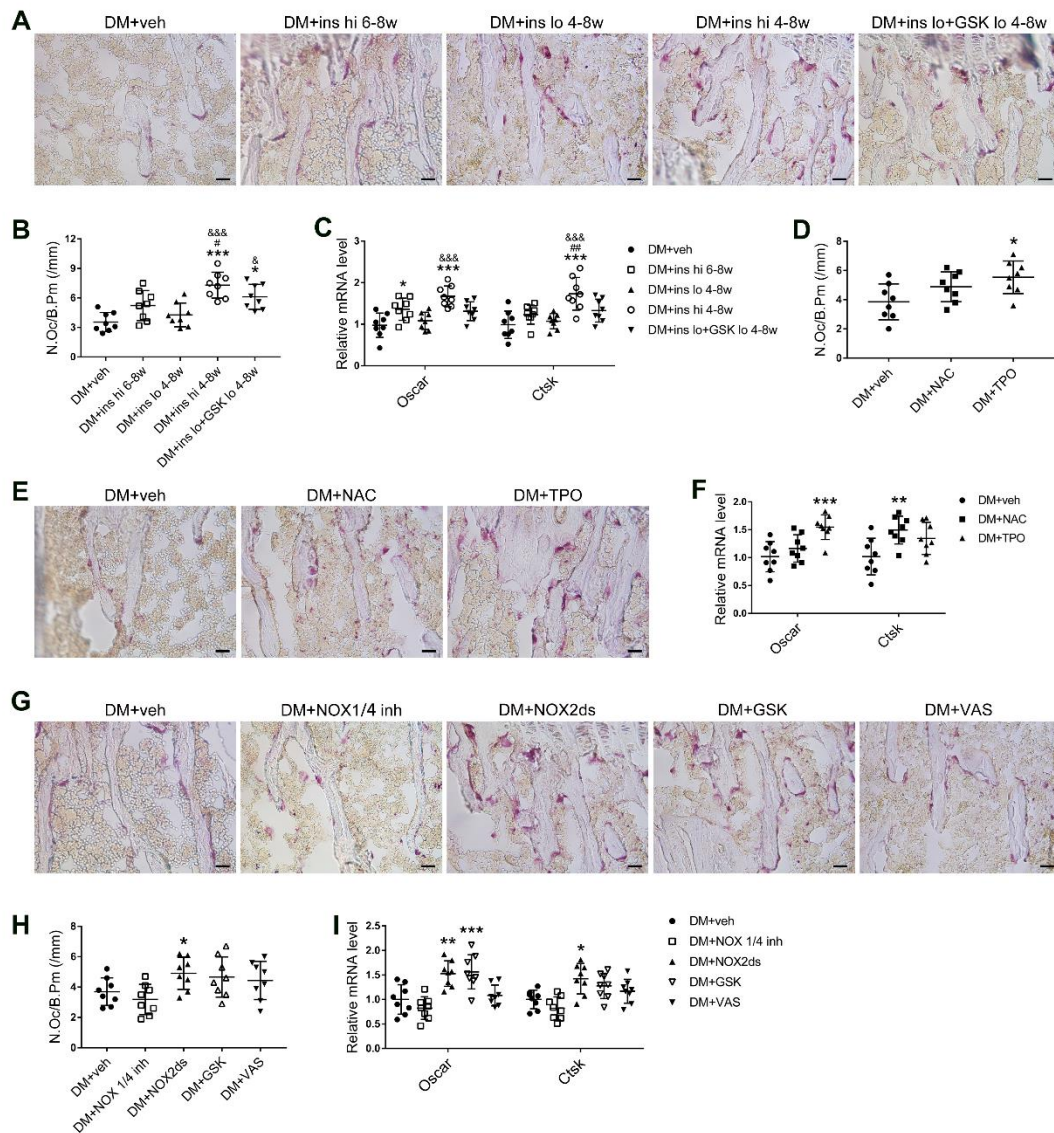 A
DM+veh
DM+ins hi 6-8w
DM+ins lo 4-8w
DM+ins hi 4-8w
DM+ins lo+GSK lo 4-8w
B
N.Oc/B.Pm (/mm)
12
9
6
3
0
&&&
#
***
&
*
DM+veh
DM+ins hi 6-8w
DM+ins lo 4-8w
DM+ins hi 4-8w
DM+ins lo+GSK lo 4-8w
C
Relative mRNA level
3
2
1
0
*
&&&
***
&&&
##
***
Oscar
Ctsk
DM+veh
DM+ins hi 6-8w
DM+ins lo 4-8w
DM+ins hi 4-8w
DM+ins lo+GSK lo 4-8w
D
N.Oc/B.Pm (/mm)
8
6
4
2
0
*
DM+veh
DM+NAC
DM+TPO
E
DM+veh
DM+NAC
DM+TPO
F
Relative mRNA level
2.0
1.5
1.0
0.5
0.0
***
**
Oscar
Ctsk
DM+veh
DM+NAC
DM+TPO
G
DM+veh
DM+NOX1/4 inh
DM+NOX2ds
DM+GSK
DM+VAS
H
N.Oc/B.Pm (/mm)
8
6
4
2
0
*
DM+veh
DM+NOX 1/4 inh
DM+NOX2ds
DM+GSK
DM+VAS
I
Relative mRNA level
2.5
2.0
1.5
1.0
0.5
0.0
**
***
*
Oscar
Ctsk
DM+veh
DM+NOX 1/4 inh
DM+NOX2ds
DM+GSK
DM+VAS